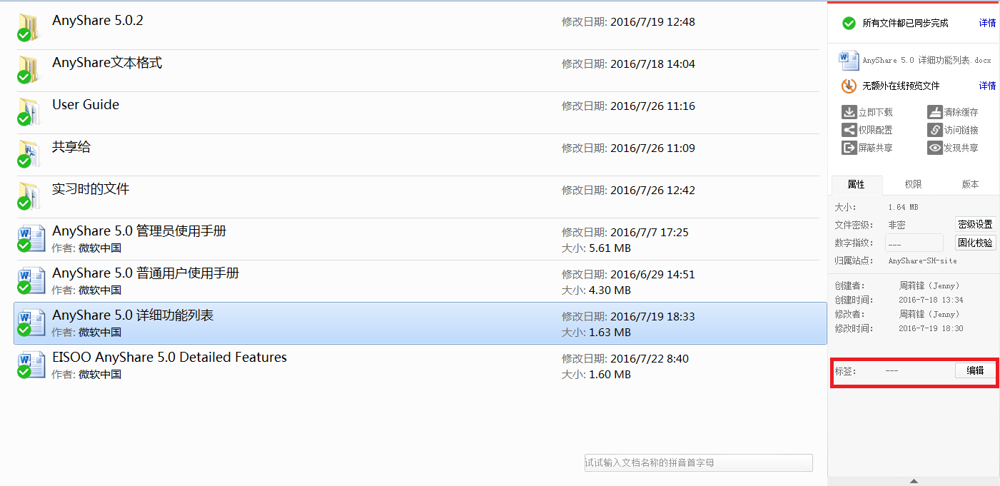 AnyShare 5.0.2
修改日期: 2016/7/19 12:48
AnyShare文本格式
修改日期: 2016/7/18 14:04
User Guide
修改日期: 2016/7/26 11:16
共享给
修改日期: 2016/7/26 11:09
实习时的文件
修改日期: 2016/7/26 12:42
AnyShare 5.0 管理员使用手册
修改日期: 2016/7/7 17:25
作者: 微软中国
大小: 5.61 MB
AnyShare 5.0 普通用户使用手册
修改日期: 2016/6/29 14:51
作者: 微软中国
大小: 4.30 MB
AnyShare 5.0 详细功能列表
修改日期: 2016/7/19 18:33
作者: 微软中国
大小: 1.63 MB
EISOO AnyShare 5.0 Detailed Features
修改日期: 2016/7/22 8:40
作者: 微软中国
大小: 1.60 MB
试试输入文档名称的拼音首字母
所有文件都已同步完成 详情
AnyShare 5.0 详细功能列表.docx
无额外在线预览文件 详情
立即下载 清除缓存
权限配置 访问链接
屏蔽共享 发现共享
属性 权限 版本
大小: 1.64 MB
文件密级: 非密 密级设置
数字指纹: --- 固化校验
归属站点: AnyShare-SH-site
创建者: 周莉锋（Jenny）
创建时间: 2016-7-18 13:34
修改者: 周莉锋（Jenny）
修改时间: 2016-7-19 18:30
标签: --- 编辑